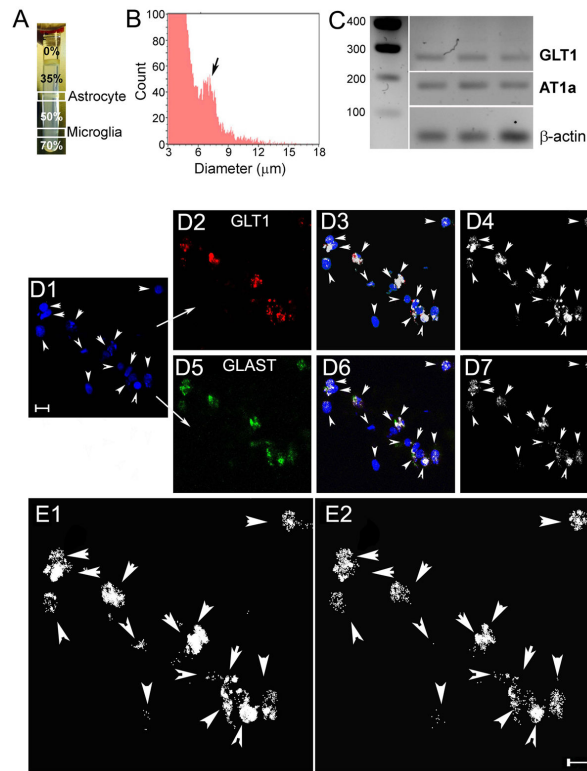 A
0%
35%
Astrocyte
50%
Microglia
70%
B
Count
100
80
60
40
20
0
3 6 9 12 15 18
Diameter (μm)
C
400
300
200
100
GLT1
AT1a
β-actin
D1
D2 GLT1
D3
D4
D5 GLAST
D6
D7
E1
E2